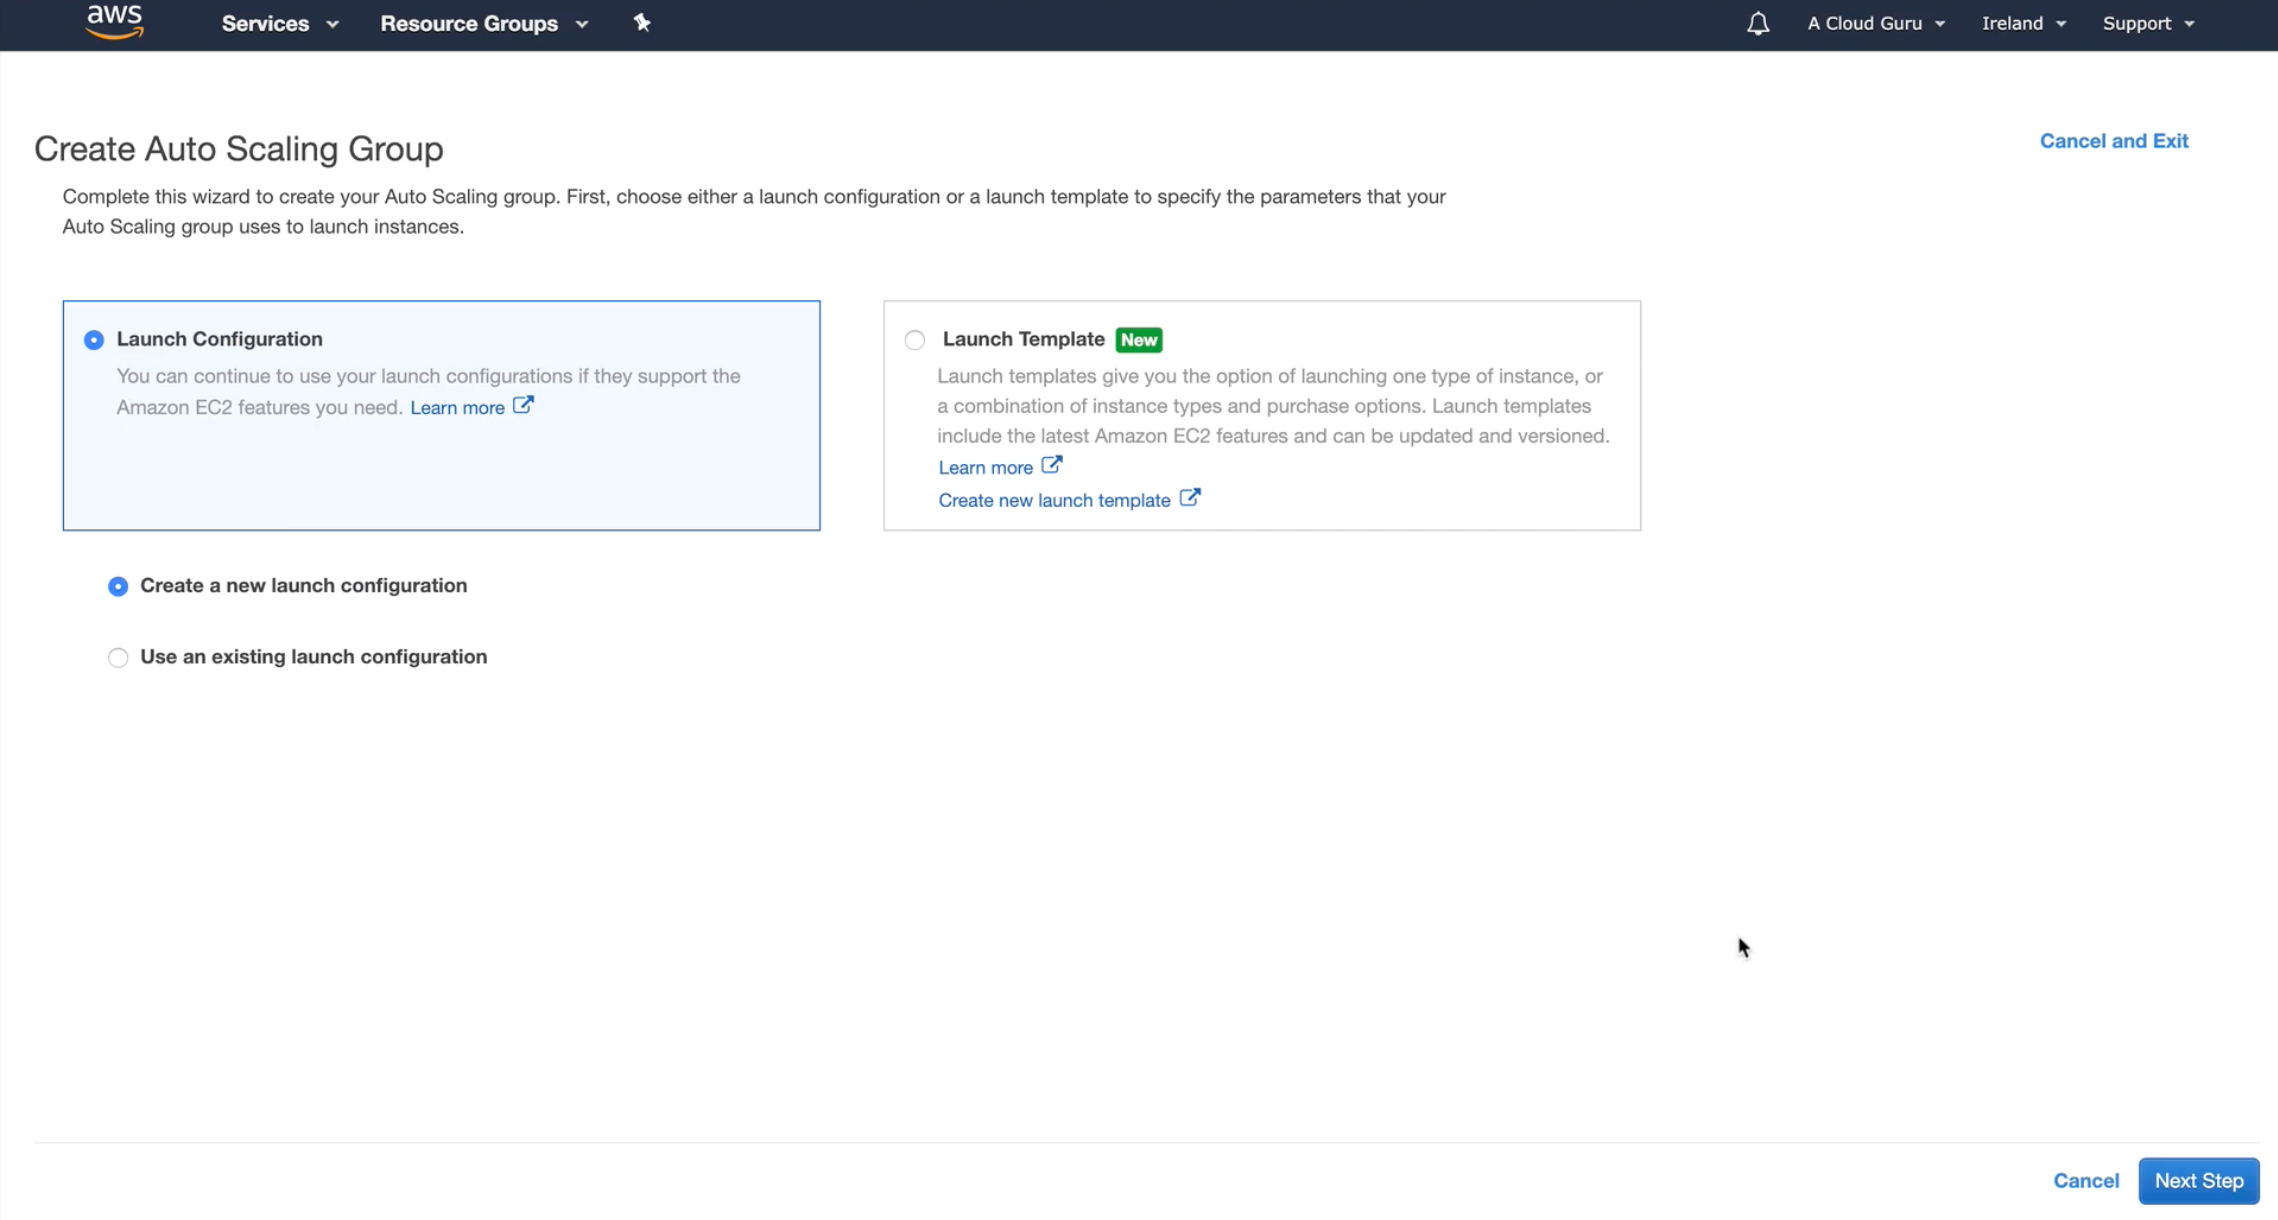 aws Services Resource Groups A Cloud Guru Ireland Support
Create Auto Scaling Group
Cancel and Exit
Complete this wizard to create your Auto Scaling group. First, choose either a launch configuration or a launch template to specify the parameters that your
Auto Scaling group uses to launch instances.
Launch Configuration
You can continue to use your launch configurations if they support the
Amazon EC2 features you need. Learn more
Launch Template New
Launch templates give you the option of launching one type of instance, or
a combination of instance types and purchase options. Launch templates
include the latest Amazon EC2 features and can be updated and versioned.
Learn more
Create new launch template
Create a new launch configuration
Use an existing launch configuration
Cancel Next Step